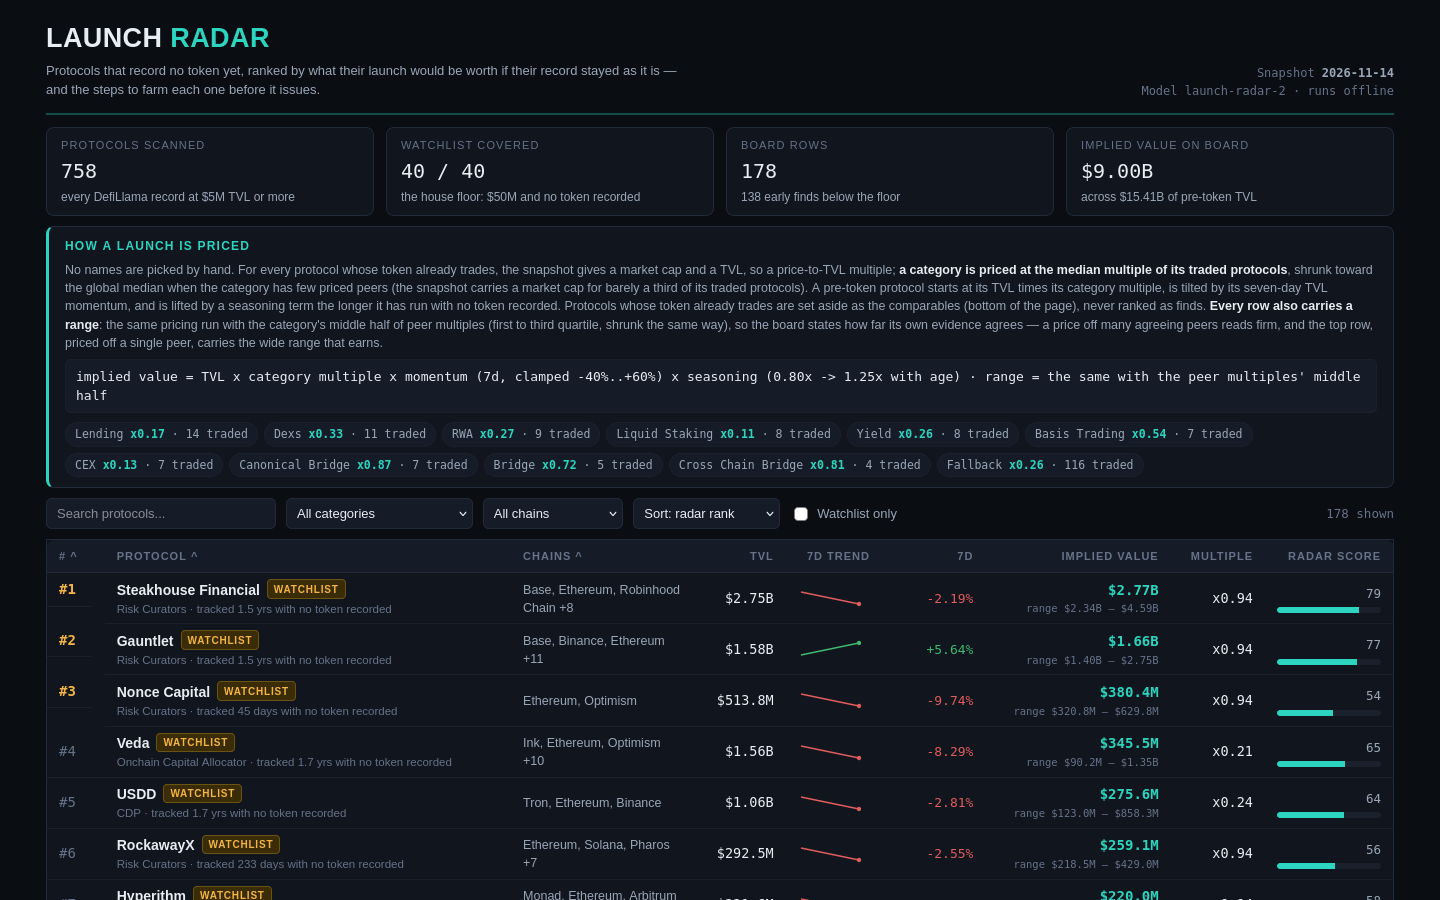 LAUNCH RADAR
Protocols that record no token yet, ranked by what their launch would be worth if their record stayed as it is —
and the steps to farm each one before it issues.
Snapshot 2026-11-14
Model launch-radar-2 · runs offline
PROTOCOLS SCANNED
758
every DefiLlama record at $5M TVL or more
WATCHLIST COVERED
40 / 40
the house floor: $50M and no token recorded
BOARD ROWS
178
138 early finds below the floor
IMPLIED VALUE ON BOARD
$9.00B
across $15.41B of pre-token TVL
HOW A LAUNCH IS PRICED
No names are picked by hand. For every protocol whose token already trades, the snapshot gives a market cap and a TVL, so a price-to-TVL multiple; a category is priced at the median multiple of its traded protocols, shrunk toward
the global median when the category has few priced peers (the snapshot carries a market cap for barely a third of its traded protocols). A pre-token protocol starts at its TVL times its category multiple, is tilted by its seven-day TVL
momentum, and is lifted by a seasoning term the longer it has run with no token recorded. Protocols whose token already trades are set aside as the comparables (bottom of the page), never ranked as finds. Every row also carries a
range: the same pricing run with the category's middle half of peer multiples (first to third quartile, shrunk the same way), so the board states how far its own evidence agrees — a price off many agreeing peers reads firm, and the top row,
priced off a single peer, carries the wide range that earns.
implied value = TVL x category multiple x momentum (7d, clamped -40%..+60%) x seasoning (0.80x -> 1.25x with age) · range = the same with the peer multiples' middle
half
Lending x0.17 · 14 traded
Dexs x0.33 · 11 traded
RWA x0.27 · 9 traded
Liquid Staking x0.11 · 8 traded
Yield x0.26 · 8 traded
Basis Trading x0.54 · 7 traded
CEX x0.13 · 7 traded
Canonical Bridge x0.87 · 7 traded
Bridge x0.72 · 5 traded
Cross Chain Bridge x0.81 · 4 traded
Fallback x0.26 · 116 traded
Search protocols...
All categories
All chains
Sort: radar rank
Watchlist only
178 shown
# ^ PROTOCOL ^ CHAINS ^ TVL 7D TREND 7D IMPLIED VALUE MULTIPLE RADAR SCORE
#1 Steakhouse Financial WATCHLIST
Risk Curators · tracked 1.5 yrs with no token recorded
Base, Ethereum, Robinhood
Chain +8
$2.75B
-2.19%
$2.77B
range $2.34B — $4.59B
x0.94
79
#2 Gauntlet WATCHLIST
Risk Curators · tracked 1.5 yrs with no token recorded
Base, Binance, Ethereum
+11
$1.58B
+5.64%
$1.66B
range $1.40B — $2.75B
x0.94
77
#3 Nonce Capital WATCHLIST
Risk Curators · tracked 45 days with no token recorded
Ethereum, Optimism
$513.8M
-9.74%
$380.4M
range $320.8M — $629.8M
x0.94
54
#4 Veda WATCHLIST
Onchain Capital Allocator · tracked 1.7 yrs with no token recorded
Ink, Ethereum, Optimism
+10
$1.56B
-8.29%
$345.5M
range $90.2M — $1.35B
x0.21
65
#5 USDD WATCHLIST
CDP · tracked 1.7 yrs with no token recorded
Tron, Ethereum, Binance
$1.06B
-2.81%
$275.6M
range $123.0M — $858.3M
x0.24
64
#6 RockawayX WATCHLIST
Risk Curators · tracked 233 days with no token recorded
Ethereum, Solana, Pharos
+7
$292.5M
-2.55%
$259.1M
range $218.5M — $429.0M
x0.94
56
Hyperithm WATCHLIST
Monad, Ethereum, Arbitrum
$220.0M